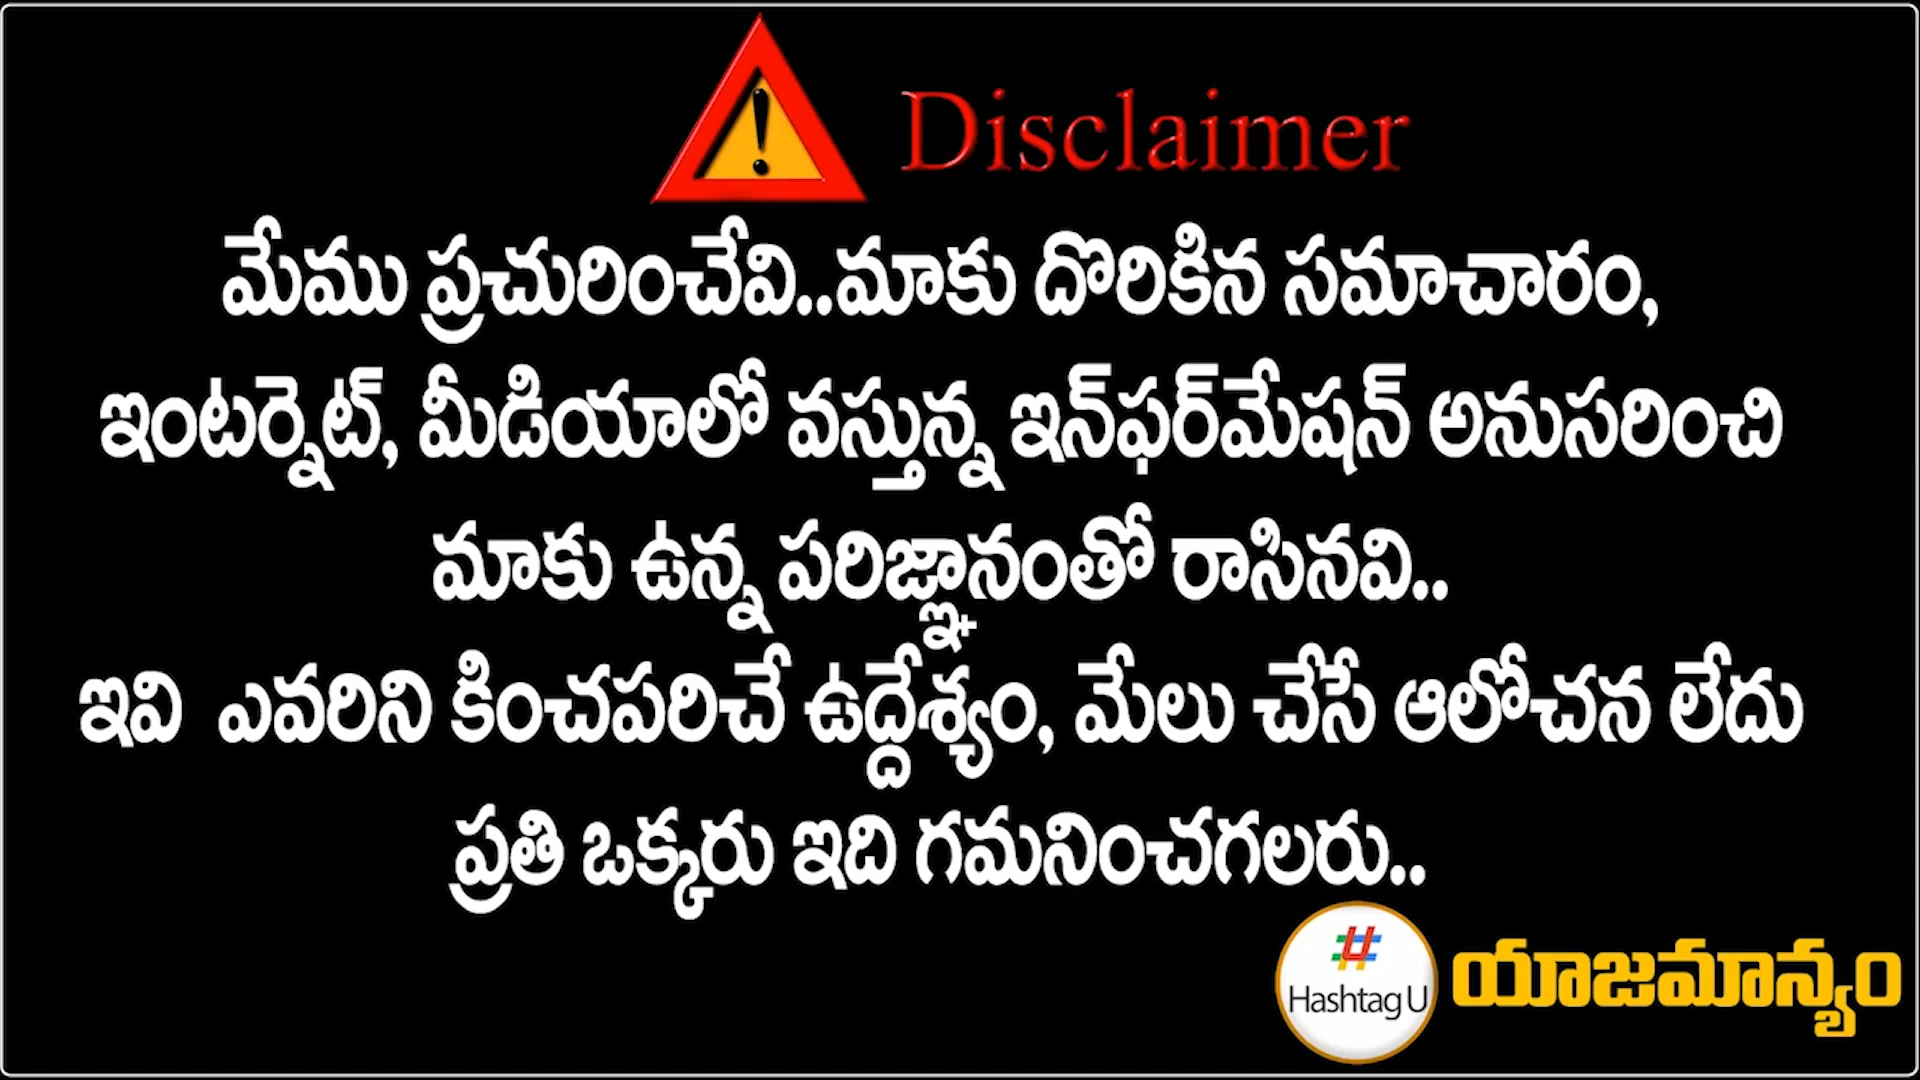 Disclaimer
మేము ప్రచురించేవి..మాకు దొరికిన సమాచారం,
ఇంటర్నెట్, మీడియాలో వస్తున్న ఇన్‌ఫర్‌మేషన్ అనుసరించి
మాకు ఉన్న పరిజ్ఞానంతో రాసినవి..
ఇవి ఎవరిని కించపరిచే ఉద్దేశ్యం, మేలు చేసే ఆలోచన లేదు
ప్రతి ఒక్కరు ఇది గమనించగలరు..
Hashtag U యాజమాన్యం